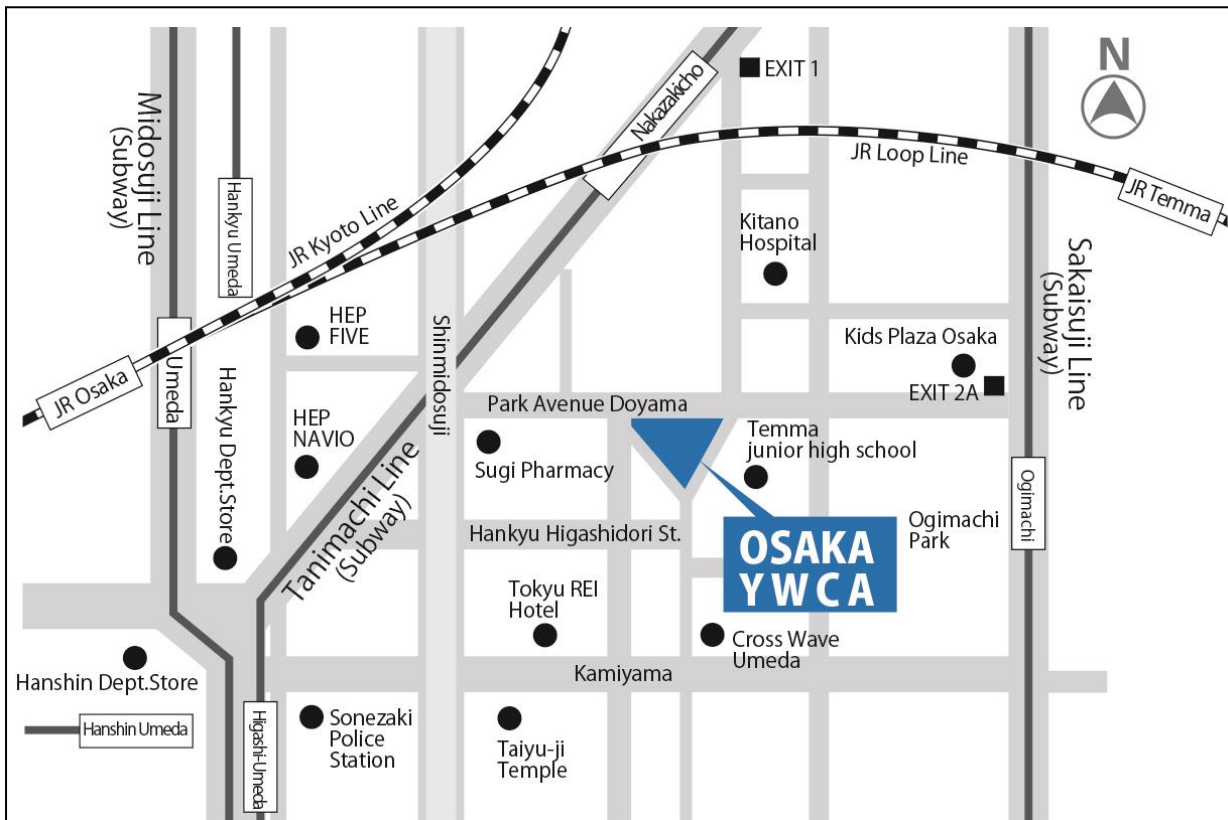 N
EXIT 1
Nakazakicho
Midosuji Line
(Subway)
Hankyu Umeda
JR Kyoto Line
JR Loop Line
JR Temma
Kitano
Hospital
Sakaisuji Line
(Subway)
HEP
FIVE
Shinmidosuji
Kids Plaza Osaka
EXIT 2A
JR Osaka
Umeda
Hankyu Dept.Store
HEP
NAVIO
Park Avenue Doyama
Sugi Pharmacy
Temma
junior high school
Ogimachi
Tanimachi Line
(Subway)
Hankyu Higashidori St.
OSAKA
YWCA
Ogimachi
Park
Tokyu REI
Hotel
Cross Wave
Umeda
Kamiyama
Hanshin Dept.Store
Hanshin Umeda
Higashi-Umeda
Sonezaki
Police
Station
Taiyu-ji
Temple